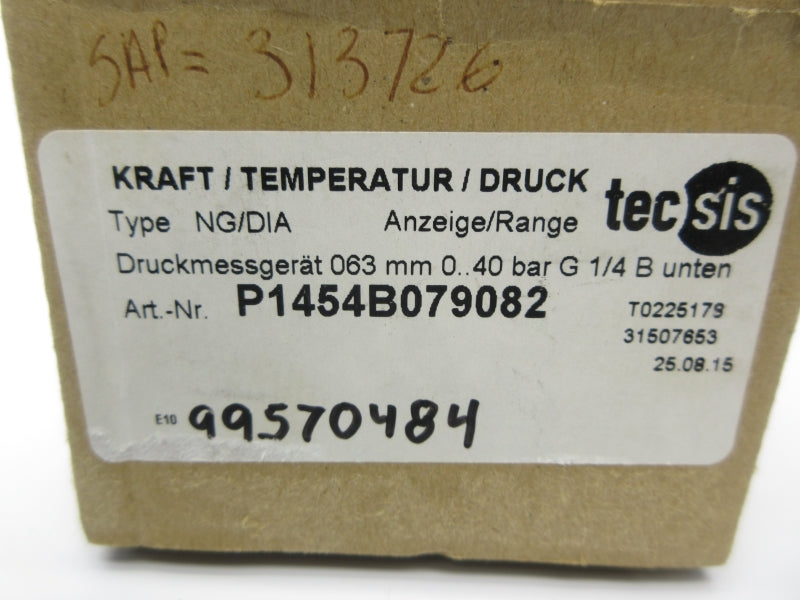 SAP= 313726
KRAFT / TEMPERATUR / DRUCK
tecsis
Type NG/DIA Anzeige/Range
Druckmessgerät 063 mm 0..40 bar G 1/4 B unten
Art.-Nr. P1454B079082
T0225179
31507653
25.08.15
E10 99570484